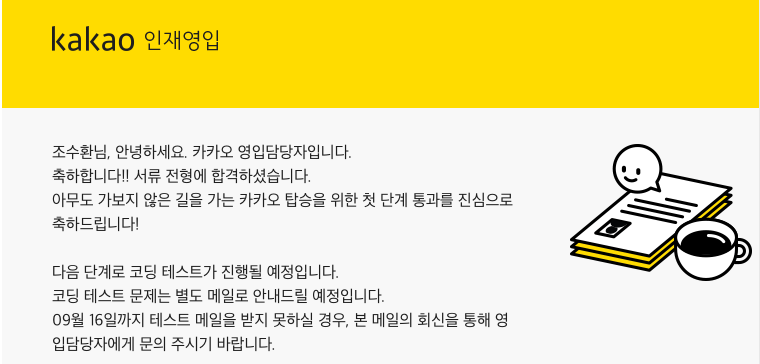 kakao 인재영입
조수환님, 안녕하세요. 카카오 영입담당자입니다.
축하합니다!! 서류 전형에 합격하셨습니다.
아무도 가보지 않은 길을 가는 카카오 탑승을 위한 첫 단계 통과를 진심으로
축하드립니다!
다음 단계로 코딩 테스트가 진행될 예정입니다.
코딩 테스트 문제는 별도 메일로 안내드릴 예정입니다.
09월 16일까지 테스트 메일을 받지 못하실 경우, 본 메일의 회신을 통해 영
입담당자에게 문의 주시기 바랍니다.